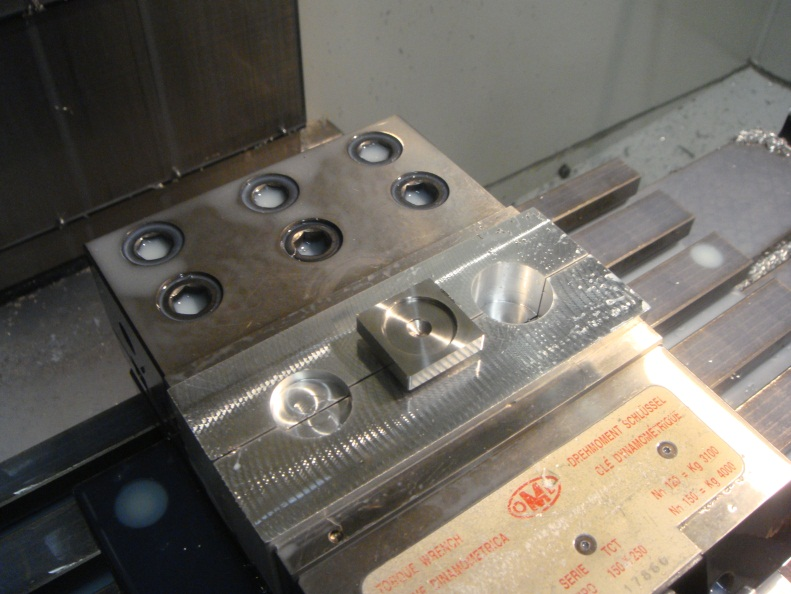 OML
DREHMOMENT SCHLÜSSEL
CLÉ DYNAMOMÉTRIQUE
Nm 120 = Kg 3100
Nm 150 = Kg 4000
TORQUE WRENCH
DINAMOMETRICA
SERIE TCT
150 X 250
17866